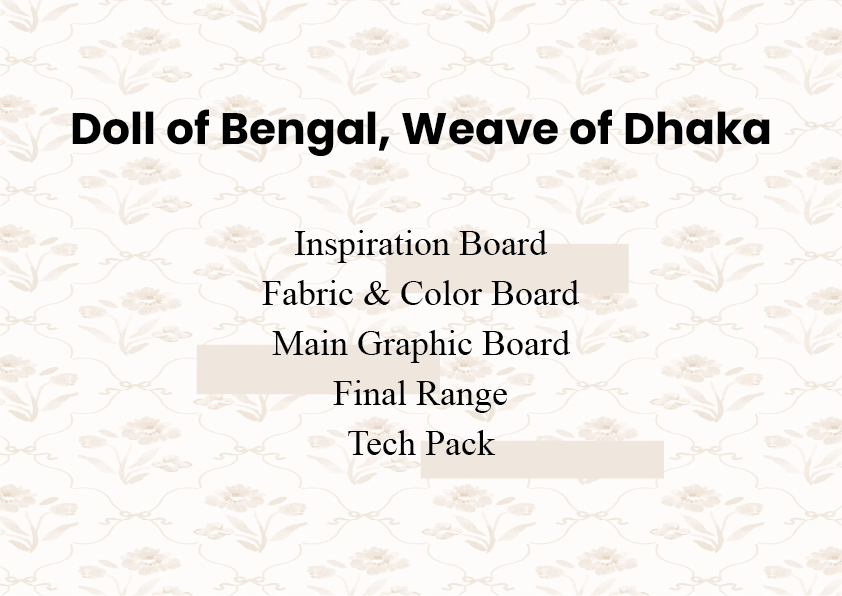 Doll of Bengal, Weave of Dhaka
Inspiration Board
Fabric & Color Board
Main Graphic Board
Final Range
Tech Pack